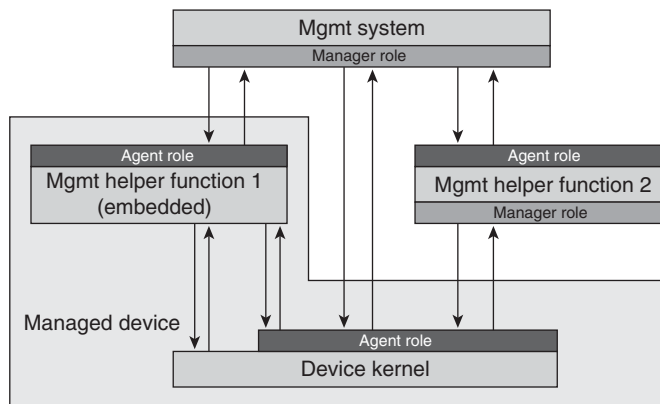 Mgmt system
Manager role
Agent role
Mgmt helper function 1
(embedded)
Agent role
Mgmt helper function 2
Manager role
Managed device
Agent role
Device kernel